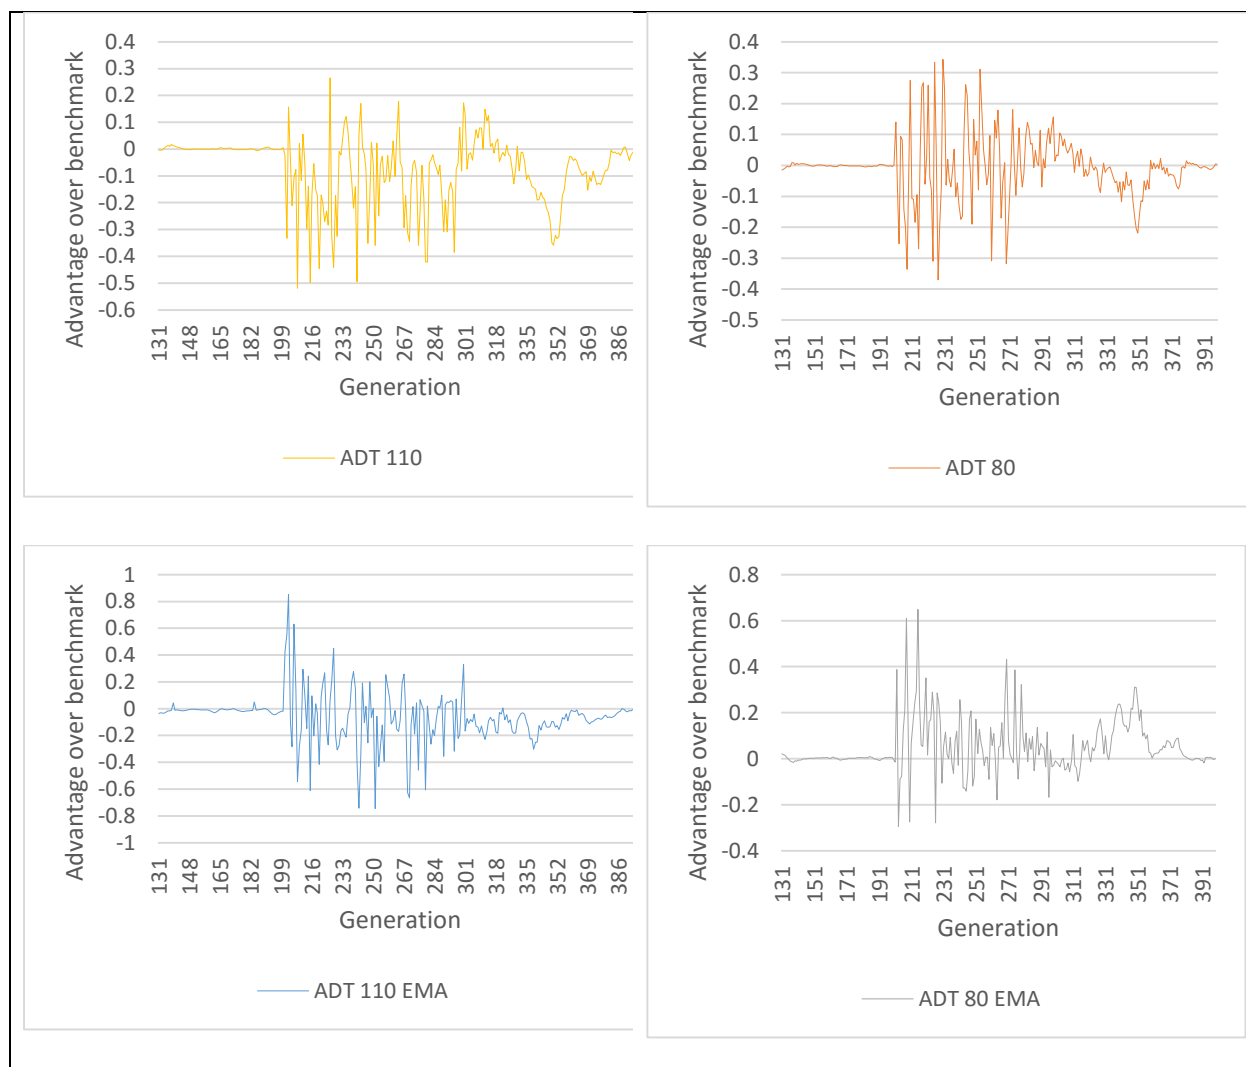 Advantage over benchmark
0.4
0.3
0.2
0.1
0
-0.1
-0.2
-0.3
-0.4
-0.5
-0.6
131 148 165 182 199 216 233 250 267 284 301 318 335 352 369 386
Generation
ADT 110
Advantage over benchmark
0.4
0.3
0.2
0.1
0
-0.1
-0.2
-0.3
-0.4
-0.5
131 151 171 191 211 231 251 271 291 311 331 351 371 391
Generation
ADT 80
Advantage over benchmark
1
0.8
0.6
0.4
0.2
0
-0.2
-0.4
-0.6
-0.8
-1
131 148 165 182 199 216 233 250 267 284 301 318 335 352 369 386
Generation
ADT 110 EMA
Advantage over benchmark
0.8
0.6
0.4
0.2
0
-0.2
-0.4
131 151 171 191 211 231 251 271 291 311 331 351 371 391
Generation
ADT 80 EMA